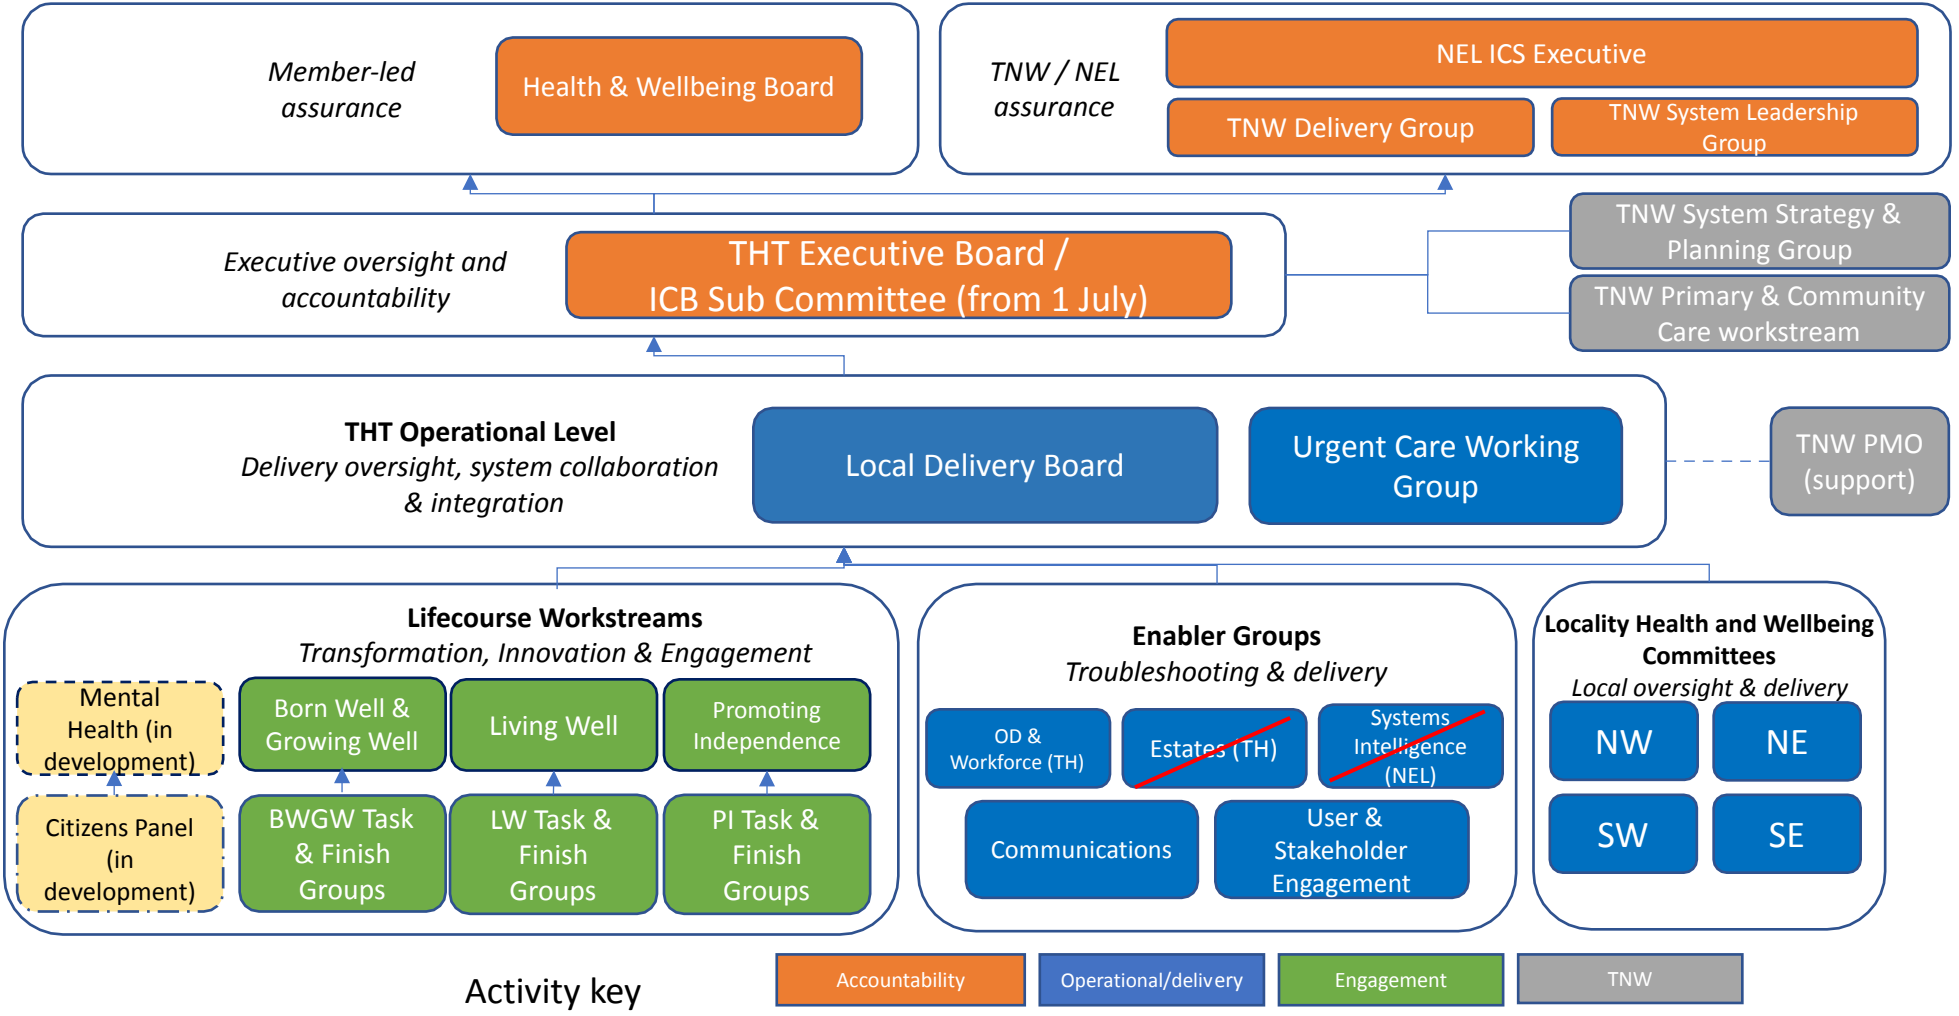 Member-led
assurance
Health & Wellbeing Board
TNW / NEL
assurance
NEL ICS Executive
TNW Delivery Group
TNW System Leadership
Group
Executive oversight and
accountability
THT Executive Board /
ICB Sub Committee (from 1 July)
TNW System Strategy &
Planning Group
TNW Primary & Community
Care workstream
THT Operational Level
Delivery oversight, system collaboration
& integration
Local Delivery Board
Urgent Care Working
Group
TNW PMO
(support)
Lifecourse Workstreams
Transformation, Innovation & Engagement
Mental
Health (in
development)
Born Well &
Growing Well
Living Well
Promoting
Independence
Citizens Panel
(in
development)
BWGW Task
& Finish
Groups
LW Task &
Finish
Groups
PI Task &
Finish
Groups
Enabler Groups
Troubleshooting & delivery
OD &
Workforce (TH)
Estates (TH)
Systems
Intelligence
(NEL)
Communications
User &
Stakeholder
Engagement
Locality Health and Wellbeing
Committees
Local oversight & delivery
NW
NE
SW
SE
Activity key
Accountability
Operational/delivery
Engagement
TNW